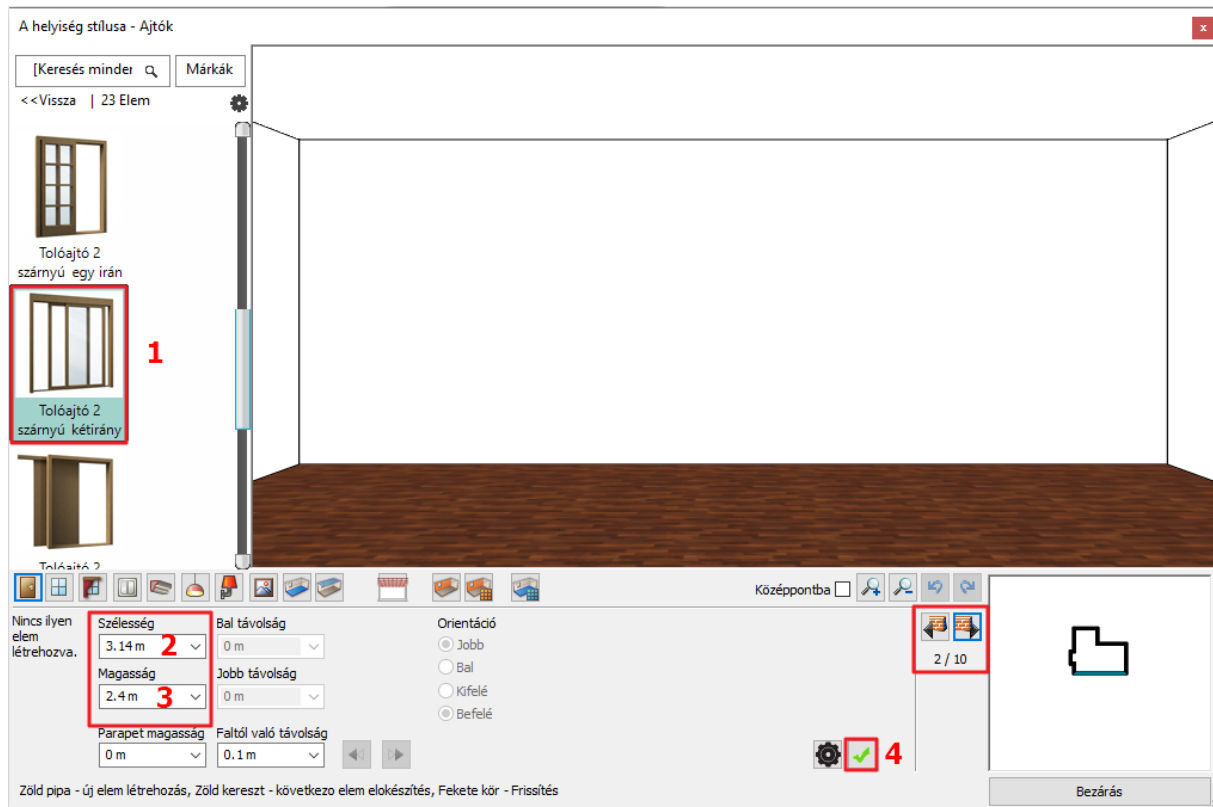 A helyiség stílusa - Ajtók
x
[Keresés minder
Márkák
<<Vissza | 23 Elem
Tolóajtó 2
szárnyú egy irán
1
Tolóajtó 2
szárnyú kétirány
Tolóajtó 2
Középpontba
Nincs ilyen
elem
létrehozva.
Szélesség
3.14 m
2
Magasság
2.4 m
3
Parapet magasság
0 m
Bal távolság
0 m
Jobb távolság
0 m
Faltól való távolság
0.1 m
Orientáció
Jobb
Bal
Kifelé
Befelé
4
2 / 10
Zöld pipa - új elem létrehozás, Zöld kereszt - következo elem elokészítés, Fekete kör - Frissítés
Bezárás